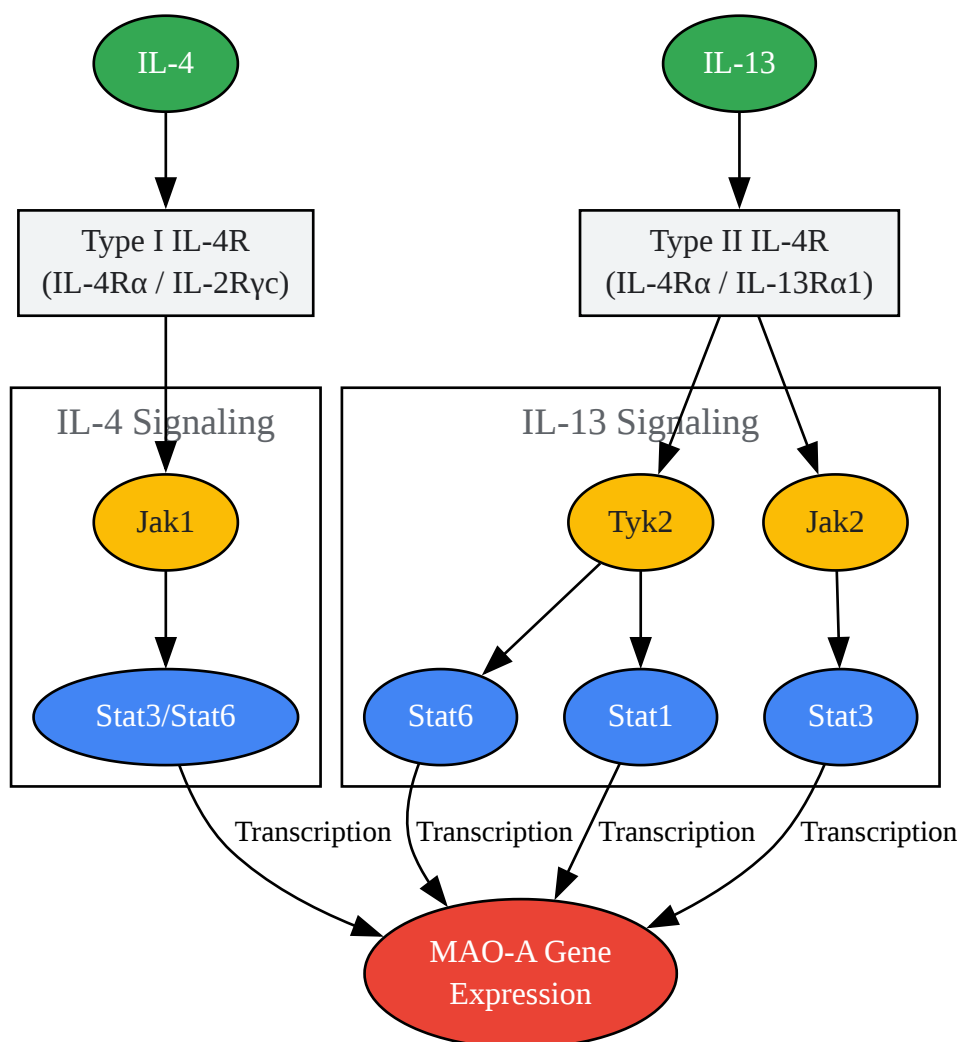 IL-4
IL-13
Type I IL-4R
(IL-4Rα / IL-2Rγc)
Type II IL-4R
(IL-4Rα / IL-13Rα1)
IL-4 Signaling
IL-13 Signaling
Jak1
Tyk2
Jak2
Stat3/Stat6
Stat6
Stat1
Stat3
Transcription
Transcription
Transcription
Transcription
MAO-A Gene
Expression